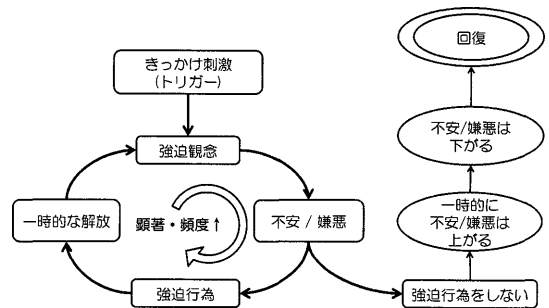 きっかけ刺激
(トリガー)
強迫観念
一時的な解放
顕著・頻度↑
不安 / 嫌悪
強迫行為
強迫行為をしない
一時的に
不安/嫌悪は
上がる
不安/嫌悪は
下がる
回復